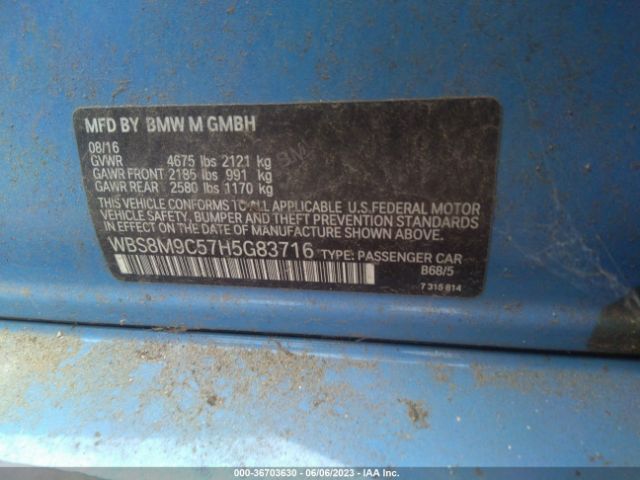 MFD BY BMW M GMBH
08/16
GVWR 4675 lbs 2121 kg
GAWR FRONT 2185 lbs 991 kg
GAWR REAR 2580 lbs 1170 kg
THIS VEHICLE CONFORMS TO ALL APPLICABLE U.S. FEDERAL MOTOR
VEHICLE SAFETY, BUMPER AND THEFT PREVENTION STANDARDS
IN EFFECT ON THE DATE OF MANUFACTURE SHOWN ABOVE.
WBS8M9C57H5G83716 TYPE: PASSENGER CAR
B68/5
7 315 814
000-36703630 - 06/06/2023 - IAA Inc.